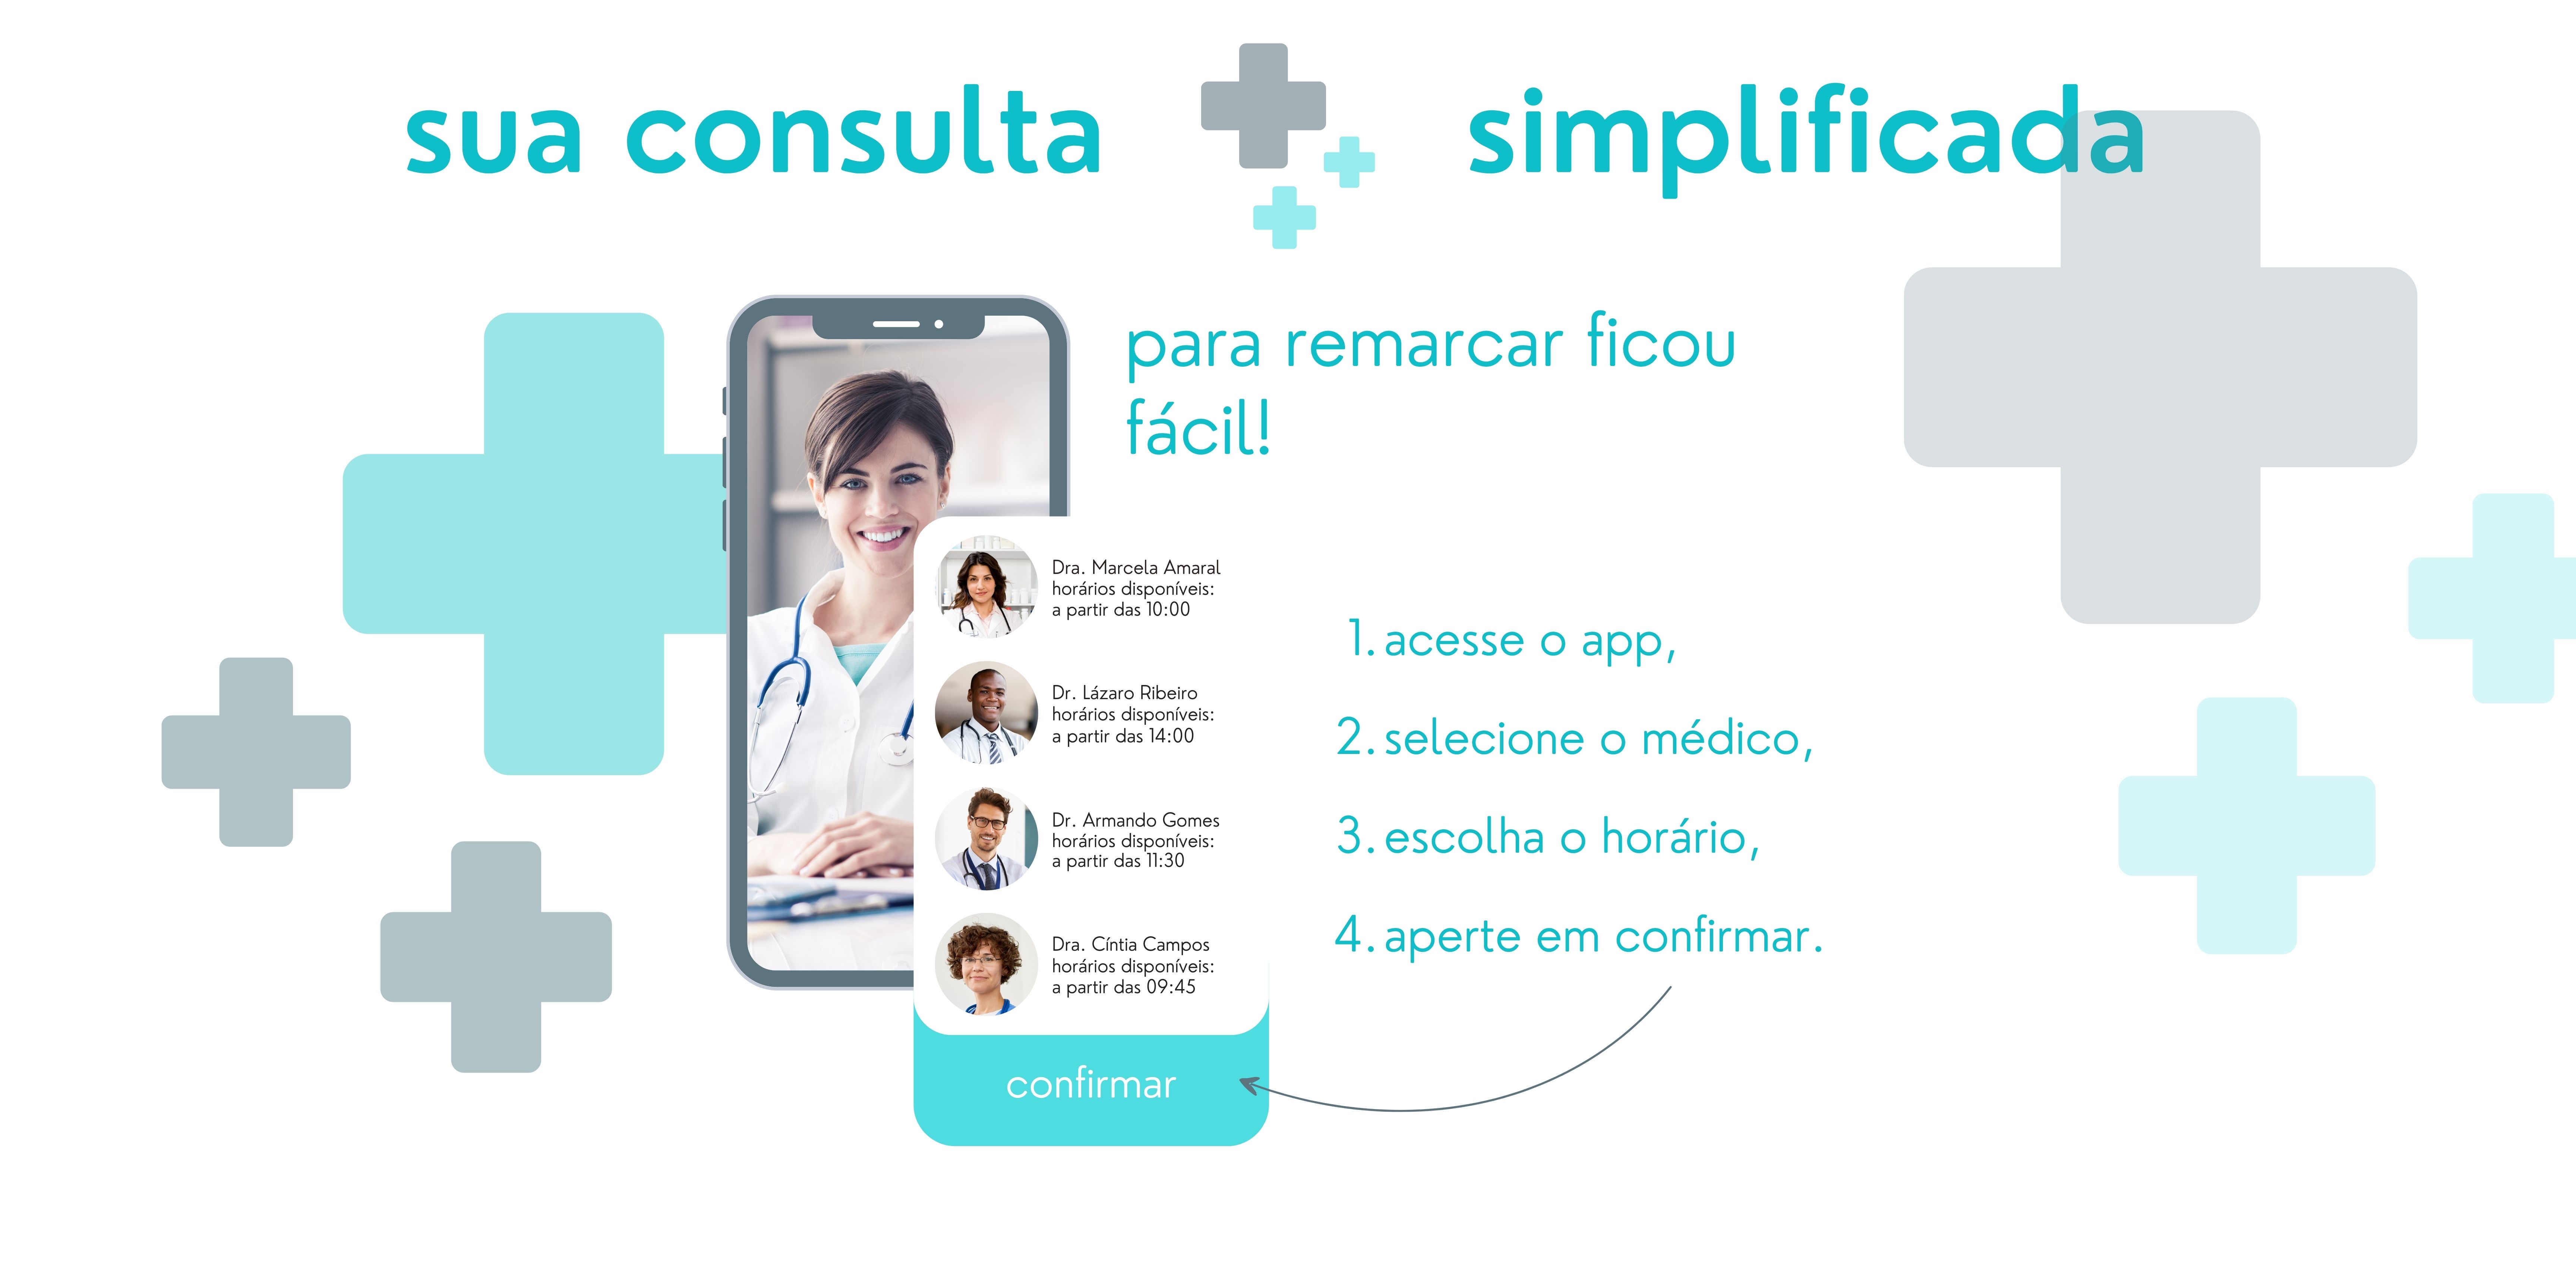 sua consulta simplificada
para remarcar ficou
fácil!
Dra. Marcela Amaral
horários disponíveis:
a partir das 10:00
Dr. Lázaro Ribeiro
horários disponíveis:
a partir das 14:00
Dr. Armando Gomes
horários disponíveis:
a partir das 11:30
Dra. Cíntia Campos
horários disponíveis:
a partir das 09:45
confirmar
1. acesse o app,
2. selecione o médico,
3. escolha o horário,
4. aperte em confirmar.